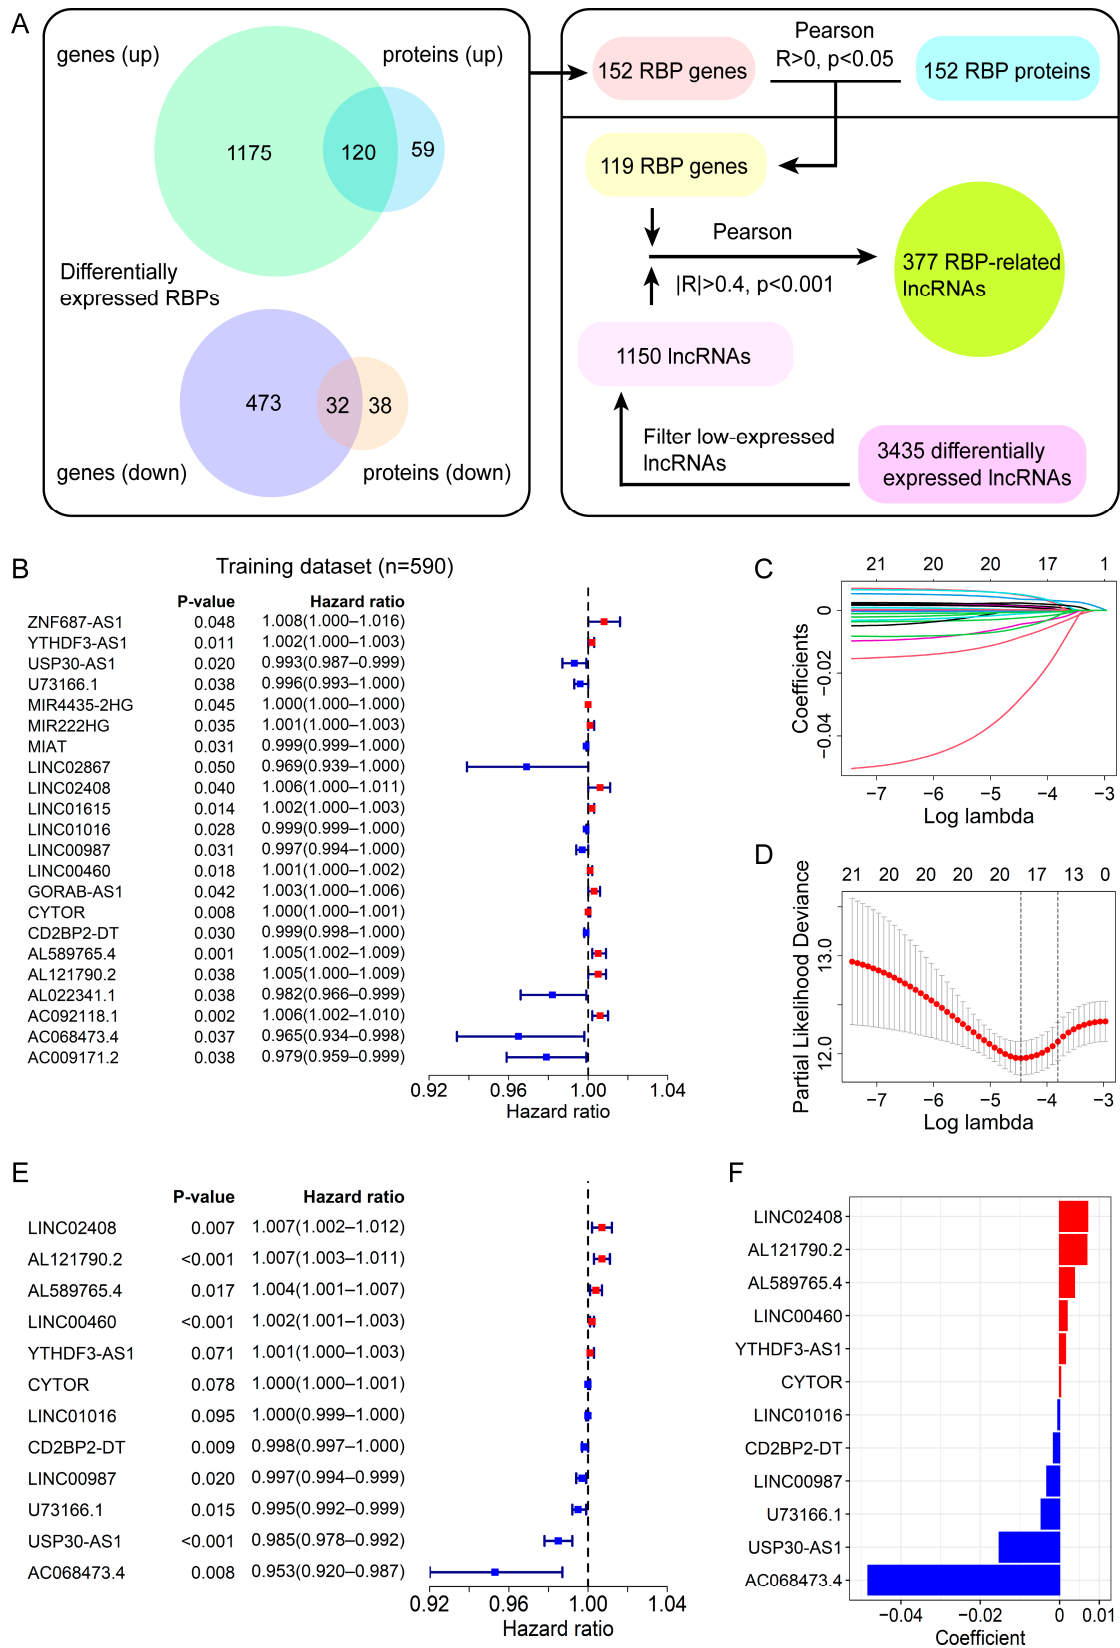 A
genes (up)
proteins (up)
1175
120
59
Differentially
expressed RBPs
473
32
38
genes (down)
proteins (down)
152 RBP genes
Pearson
R>0, p<0.05
152 RBP proteins
119 RBP genes
Pearson
|R|>0.4, p<0.001
377 RBP-related
lncRNAs
1150 lncRNAs
Filter low-expressed
lncRNAs
3435 differentially
expressed lncRNAs
B
Training dataset (n=590)
P-value Hazard ratio
ZNF687-AS1 0.048 1.008(1.000–1.016)
YTHDF3-AS1 0.011 1.002(1.000–1.003)
USP30-AS1 0.020 0.993(0.987–0.999)
U73166.1 0.038 0.996(0.993–1.000)
MIR4435-2HG 0.045 1.000(1.000–1.000)
MIR222HG 0.035 1.001(1.000–1.003)
MIAT 0.031 0.999(0.999–1.000)
LINC02867 0.050 0.969(0.939–1.000)
LINC02408 0.040 1.006(1.000–1.011)
LINC01615 0.014 1.002(1.000–1.003)
LINC01016 0.028 0.999(0.999–1.000)
LINC00987 0.031 0.997(0.994–1.000)
LINC00460 0.018 1.001(1.000–1.002)
GORAB-AS1 0.042 1.003(1.000–1.006)
CYTOR 0.008 1.000(1.000–1.001)
CD2BP2-DT 0.030 0.999(0.998–1.000)
AL589765.4 0.001 1.005(1.002–1.009)
AL121790.2 0.038 1.005(1.000–1.009)
AL022341.1 0.038 0.982(0.966–0.999)
AC092118.1 0.002 1.006(1.002–1.010)
AC068473.4 0.037 0.965(0.934–0.998)
AC009171.2 0.038 0.979(0.959–0.999)
0.92 0.96 1.00 1.04
Hazard ratio
C
21 20 20 17 1
Coefficients
0
−0.02
−0.04
−7 −6 −5 −4 −3
Log lambda
D
21 20 20 20 20 17 13 0
Partial Likelihood Deviance
13.0
12.0
−7 −6 −5 −4 −3
Log lambda
E
P-value Hazard ratio
LINC02408 0.007 1.007(1.002–1.012)
AL121790.2 <0.001 1.007(1.003–1.011)
AL589765.4 0.017 1.004(1.001–1.007)
LINC00460 <0.001 1.002(1.001–1.003)
YTHDF3-AS1 0.071 1.001(1.000–1.003)
CYTOR 0.078 1.000(1.000–1.001)
LINC01016 0.095 1.000(0.999–1.000)
CD2BP2-DT 0.009 0.998(0.997–1.000)
LINC00987 0.020 0.997(0.994–0.999)
U73166.1 0.015 0.995(0.992–0.999)
USP30-AS1 <0.001 0.985(0.978–0.992)
AC068473.4 0.008 0.953(0.920–0.987)
0.92 0.96 1.00 1.04
Hazard ratio
F
LINC02408
AL121790.2
AL589765.4
LINC00460
YTHDF3-AS1
CYTOR
LINC01016
CD2BP2-DT
LINC00987
U73166.1
USP30-AS1
AC068473.4
−0.04 −0.02 0 0.01
Coefficient